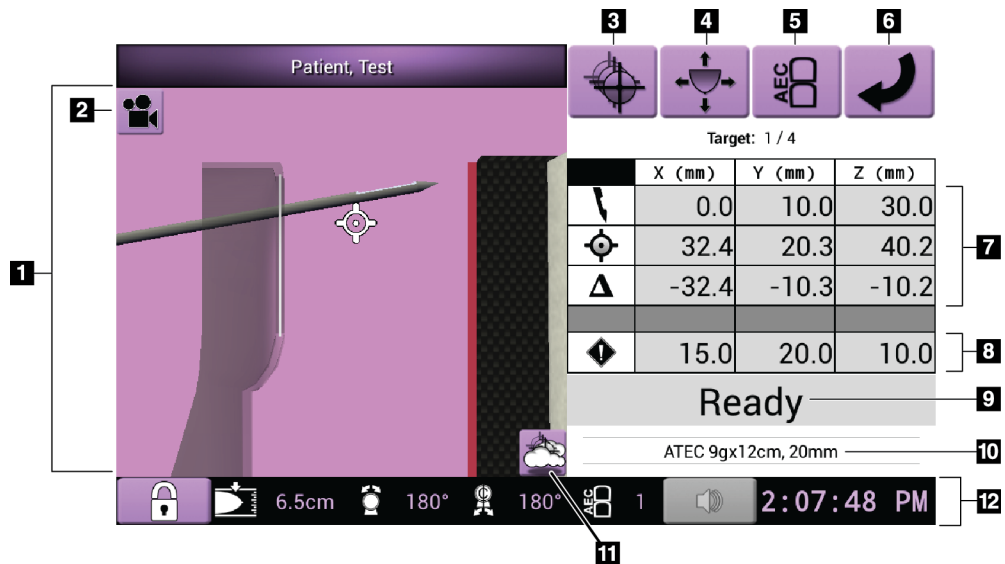 3 4 5 6
Patient, Test
AEC
1
2
Target: 1 / 4
X (mm) Y (mm) Z (mm)
0.0 10.0 30.0
32.4 20.3 40.2
Δ -32.4 -10.3 -10.2
7
! 15.0 20.0 10.0
8
Ready
9
ATEC 9gx12cm, 20mm
10
6.5cm 180° C 180° AEC 1 2:07:48 PM
12
11